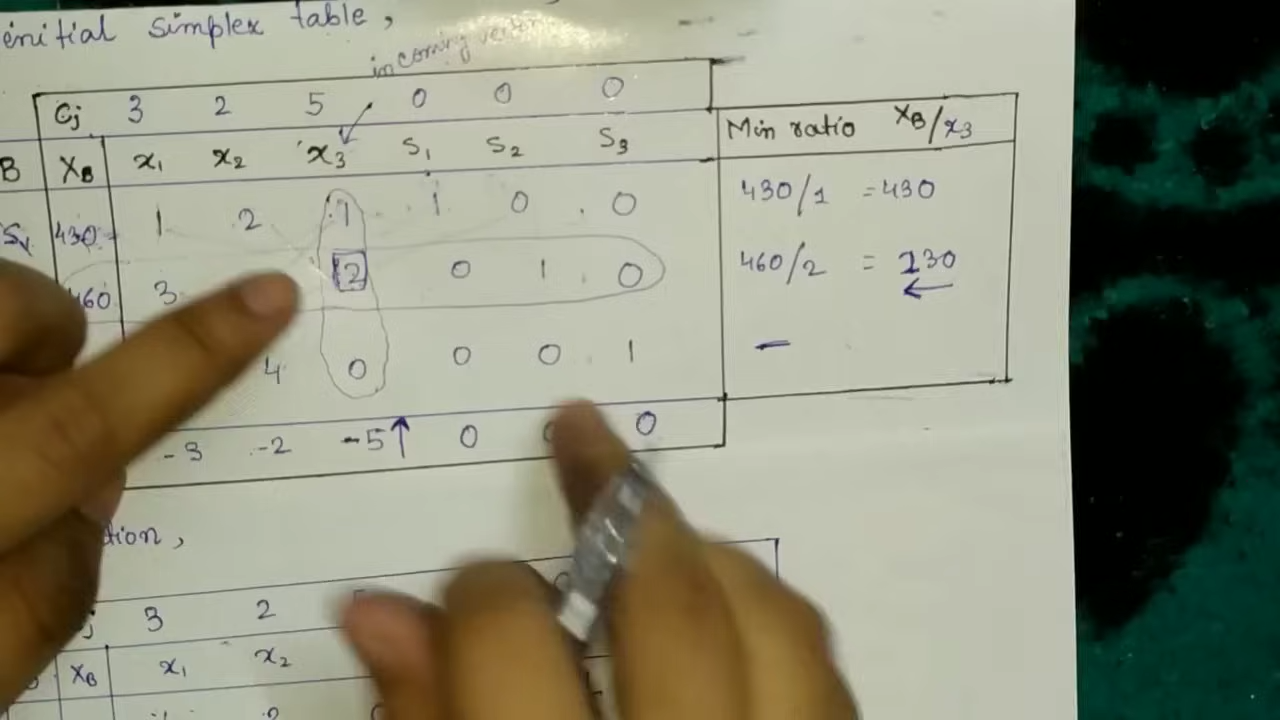 initial simplex table,
incoming vector
Cj 3 2 5 0 0 0
B XB x1 x2 x3 S1 S2 S3 Min ratio XB/x3
S1 430 1 2 1 1 0 0 430/1 = 430
460 3 2 0 1 0 460/2 = 230 ←
4 0 0 0 1 –
-3 -2 -5 ↑ 0 0 0
tion,
j 3 2
XB x1 x2